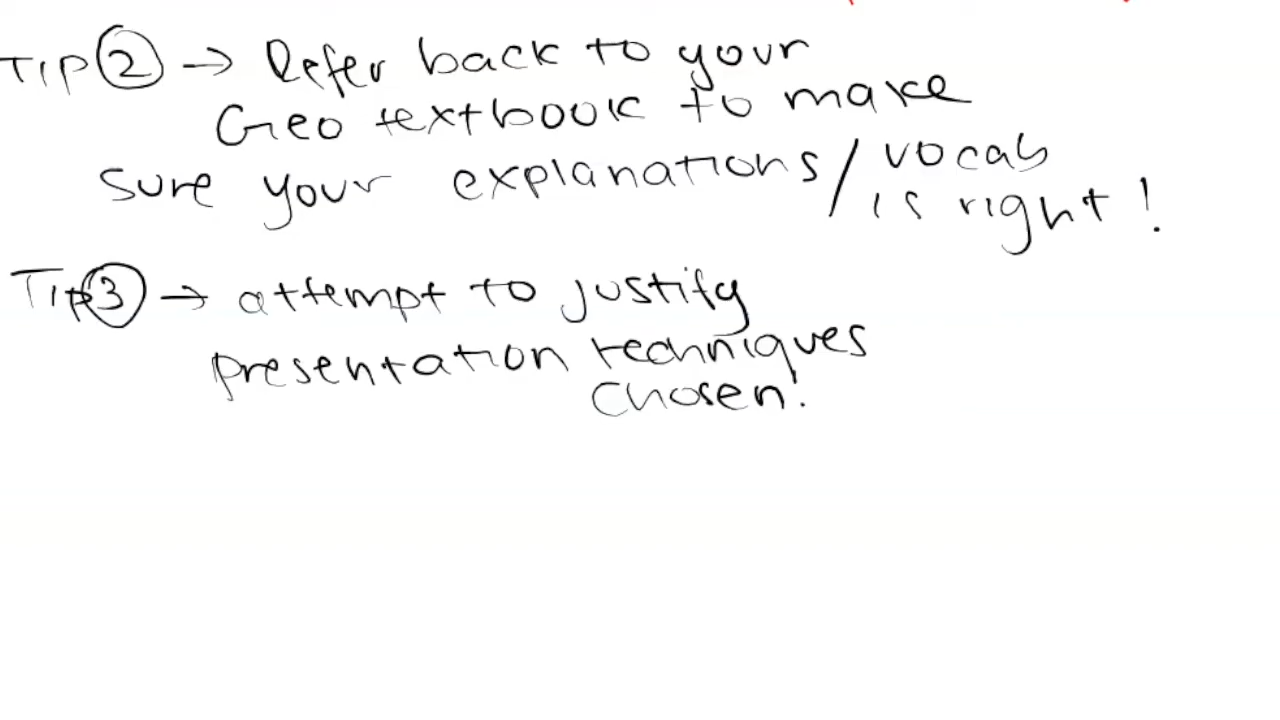 TIP ② → Refer back to your
Geo textbook to make
sure your explanations / vocab
is right!
Tip ③ → attempt to justify
presentation techniques
chosen!